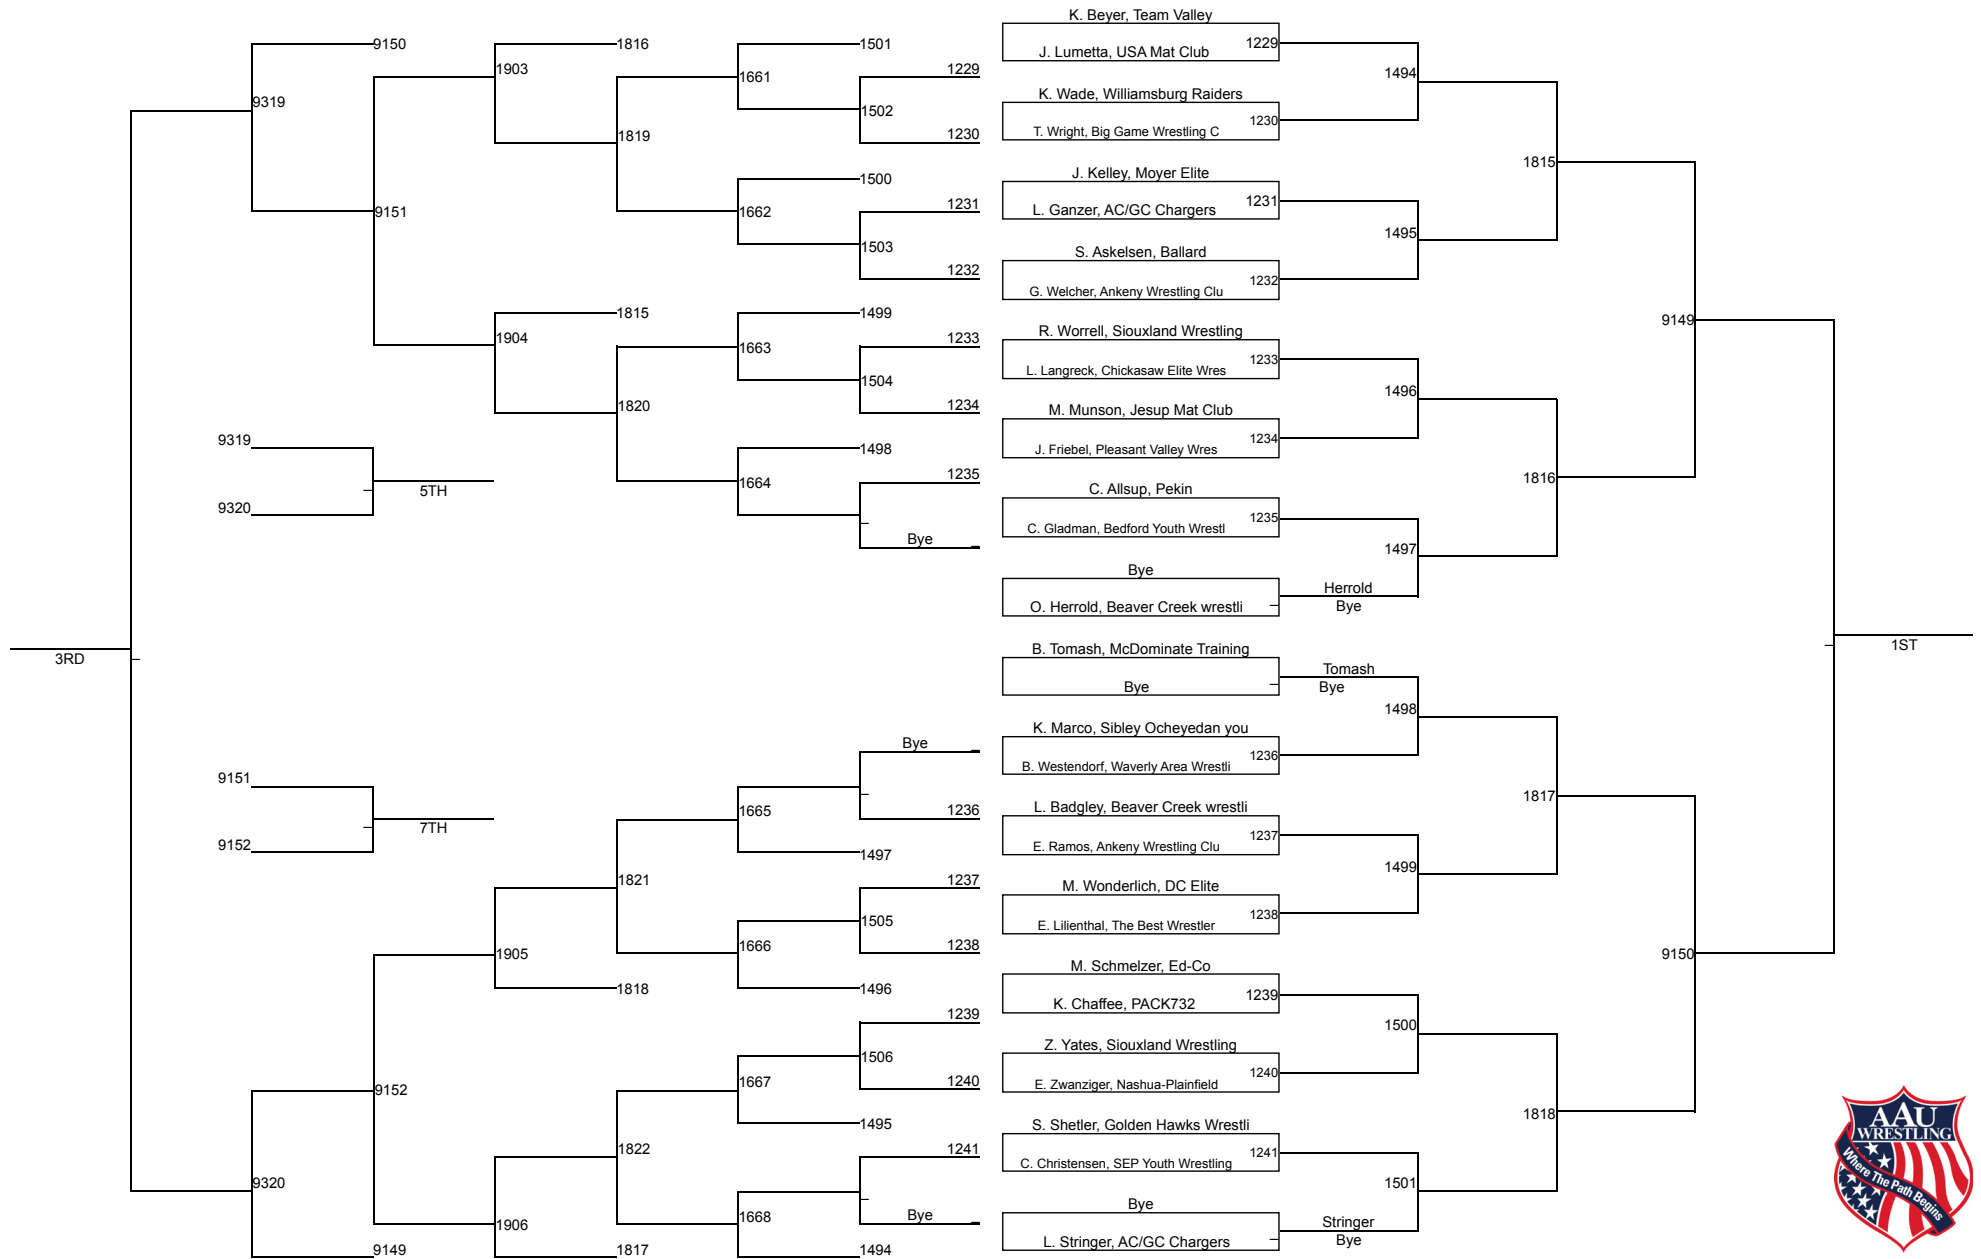 K. Beyer, Team Valley
9150
1816
1501
1229
J. Lumetta, USA Mat Club
1903
1661
1229
1494
9319
K. Wade, Williamsburg Raiders
1502
1230
T. Wright, Big Game Wrestling C
1819
1230
1815
J. Kelley, Moyer Elite
1500
1231
1231
9151
1662
L. Ganzer, AC/GC Chargers
1495
1503
S. Askelsen, Ballard
1232
1232
G. Welcher, Ankeny Wrestling Clu
1815
1499
9149
R. Worrell, Siouxland Wrestling
1904
1233
1663
1233
L. Langreck, Chickasaw Elite Wres
1504
1496
1820
1234
M. Munson, Jesup Mat Club
9319
1498
J. Friebel, Pleasant Valley Wres
1234
1664
1235
1816
5TH
C. Allsup, Pekin
9320
C. Gladman, Bedford Youth Wrestl
1235
Bye
1497
Bye
Herrold
O. Herrold, Beaver Creek wrestli
Bye
3RD
B. Tomash, McDominate Training
1ST
Tomash
Bye
Bye
1498
K. Marco, Sibley Ocheyedan you
Bye
B. Westendorf, Waverly Area Wrestli
1236
9151
1817
L. Badgley, Beaver Creek wrestli
1665
1236
7TH
E. Ramos, Ankeny Wrestling Clu
1237
9152
1497
1499
1821
1237
M. Wonderlich, DC Elite
1505
E. Lilienthal, The Best Wrestler
1238
1666
1238
1905
9150
M. Schmelzer, Ed-Co
1818
1496
K. Chaffee, PACK732
1239
1239
1500
Z. Yates, Siouxland Wrestling
1506
1667
1240
E. Zwanziger, Nashua-Plainfield
1240
9152
1818
1495
S. Shetler, Golden Hawks Wrestli
1822
1241
C. Christensen, SEP Youth Wrestling
1241
9320
1501
Bye
1668
Bye
1906
Stringer
L. Stringer, AC/GC Chargers
Bye
9149
1817
1494
AAU
WRESTLING
Where The Path Begins